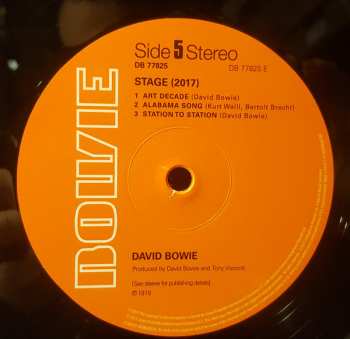 BOWIE
Side 5 Stereo
DB 77825
DB 77825 E
STAGE (2017)
1 ART DECADE (David Bowie)
2 ALABAMA SONG (Kurt Weill, Bertolt Brecht)
3 STATION TO STATION (David Bowie)
DAVID BOWIE
Produced by David Bowie and Tony Visconti
(See sleeve for publishing details)